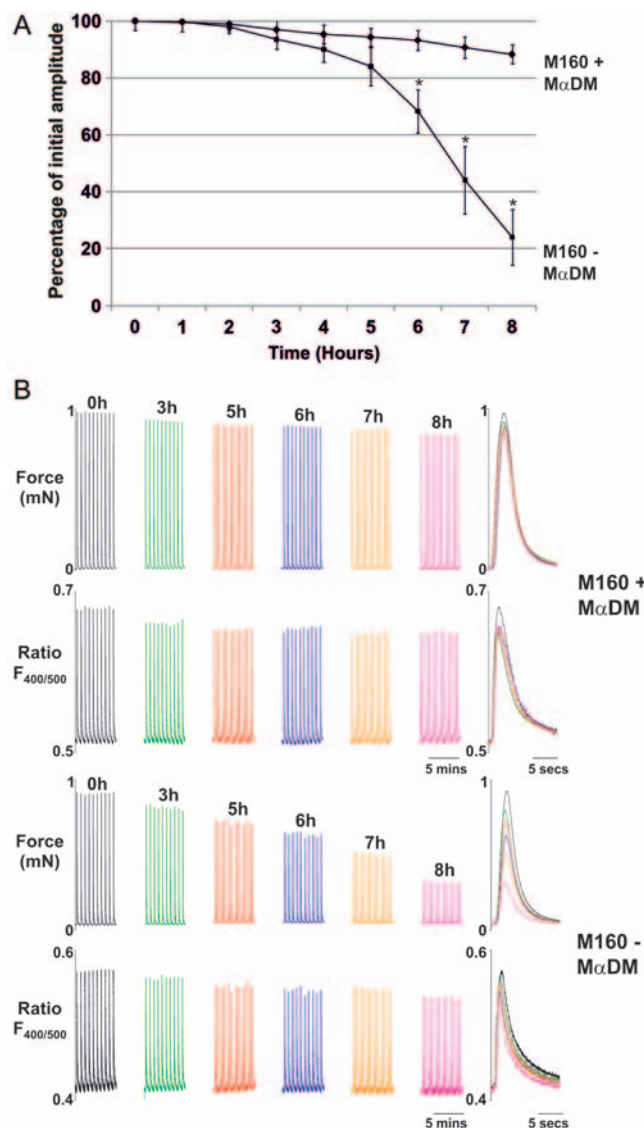 A
100
80
60
40
20
0
Percentage of initial amplitude
*
*
*
M160 +
MαDM
M160 -
MαDM
0 1 2 3 4 5 6 7 8
Time (Hours)
B
0h 3h 5h 6h 7h 8h
1
Force
(mN)
0
1
0
0.7
Ratio
F400/500
0.5
0.7
0.5
M160 +
MαDM
5 mins 5 secs
0h 3h 5h 6h 7h 8h
1
Force
(mN)
0
1
0
0.6
Ratio
F400/500
0.4
0.6
0.4
M160 -
MαDM
5 mins 5 secs